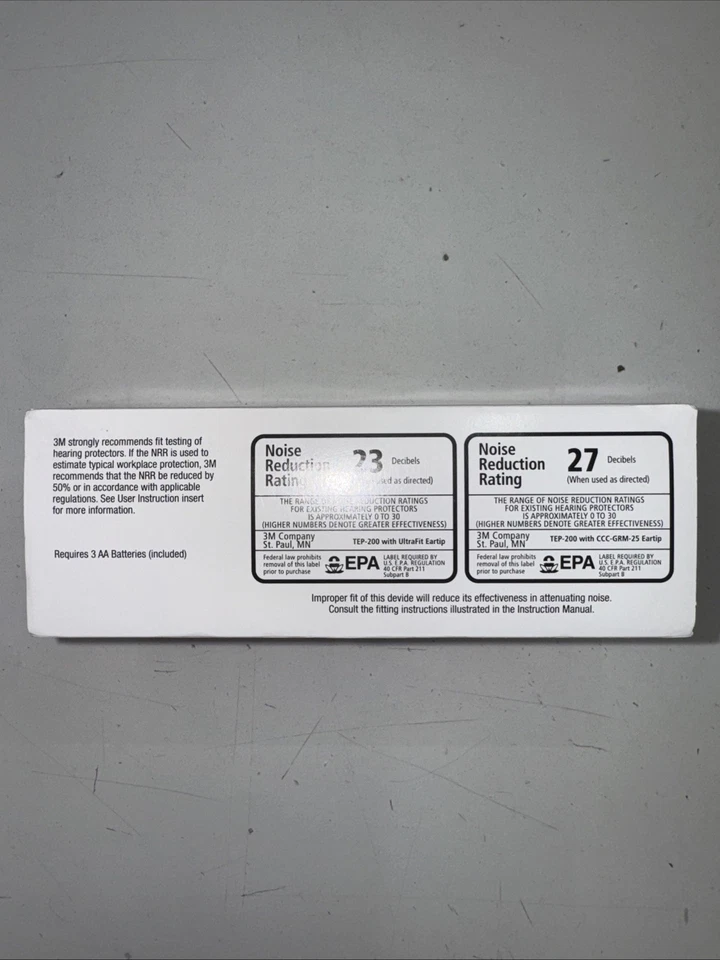 3M strongly recommends fit testing of
hearing protectors. If the NRR is used to
estimate typical workplace protection, 3M
recommends that the NRR be reduced by
50% or in accordance with applicable
regulations. See User Instruction insert
for more information.
Requires 3 AA Batteries (included)
Noise
Reduction
Rating
23 Decibels
as directed)
THE RANGE OF NOISE REDUCTION RATINGS
FOR EXISTING HEARING PROTECTORS
IS APPROXIMATELY 0 TO 30
(HIGHER NUMBERS DENOTE GREATER EFFECTIVENESS)
3M Company
St. Paul, MN
TEP-200 with UltraFit Eartip
Federal law prohibits
removal of this label
prior to purchase
EPA
LABEL REQUIRED BY
U.S. E.P.A. REGULATION
40 CFR Part 211
Subpart B
Noise
Reduction
Rating
27 Decibels
(When used as directed)
THE RANGE OF NOISE REDUCTION RATINGS
FOR EXISTING HEARING PROTECTORS
IS APPROXIMATELY 0 TO 30
(HIGHER NUMBERS DENOTE GREATER EFFECTIVENESS)
3M Company
St. Paul, MN
TEP-200 with CCC-GRM-25 Eartip
Federal law prohibits
removal of this label
prior to purchase
EPA
LABEL REQUIRED BY
U.S. E.P.A. REGULATION
40 CFR Part 211
Subpart B
Improper fit of this devide will reduce its effectiveness in attenuating noise.
Consult the fitting instructions illustrated in the Instruction Manual.